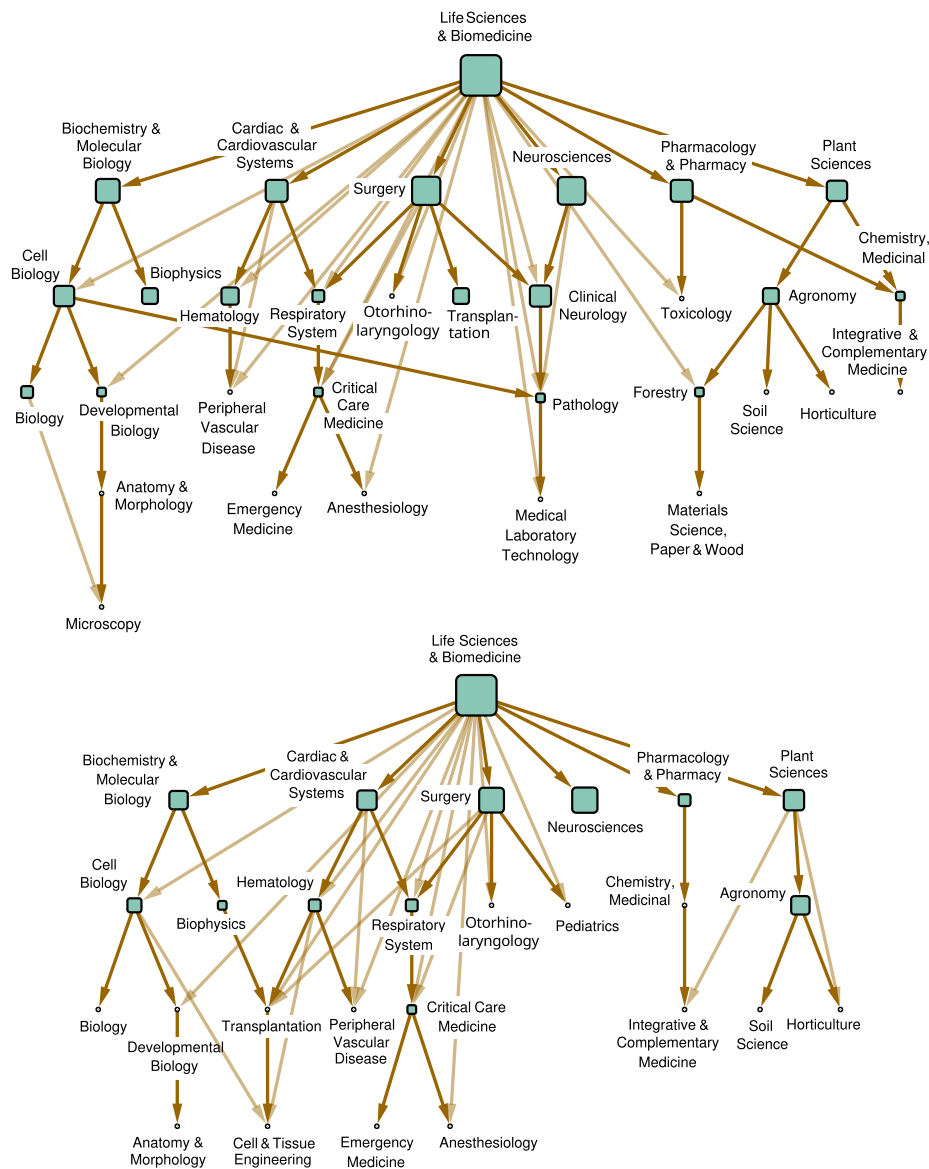 Life Sciences
& Biomedicine
Biochemistry &
Molecular
Biology
Cardiac &
Cardiovascular
Systems
Surgery
Neurosciences
Pharmacology
& Pharmacy
Plant
Sciences
Cell
Biology
Biophysics
Hematology
Respiratory
System
Otorhino-
laryngology
Transplan-
tation
Clinical
Neurology
Toxicology
Agronomy
Chemistry,
Medicinal
Integrative &
Complementary
Medicine
Biology
Developmental
Biology
Peripheral
Vascular
Disease
Critical
Care
Medicine
Pathology
Forestry
Soil
Science
Horticulture
Anatomy &
Morphology
Emergency
Medicine
Anesthesiology
Medical
Laboratory
Technology
Materials
Science,
Paper & Wood
Microscopy
Life Sciences
& Biomedicine
Biochemistry &
Molecular
Biology
Cardiac &
Cardiovascular
Systems
Surgery
Neurosciences
Pharmacology
& Pharmacy
Plant
Sciences
Cell
Biology
Biophysics
Hematology
Respiratory
System
Otorhino-
laryngology
Pediatrics
Chemistry,
Medicinal
Agronomy
Biology
Developmental
Biology
Transplantation
Peripheral
Vascular
Disease
Critical Care
Medicine
Integrative &
Complementary
Medicine
Soil
Science
Horticulture
Anatomy &
Morphology
Cell & Tissue
Engineering
Emergency
Medicine
Anesthesiology